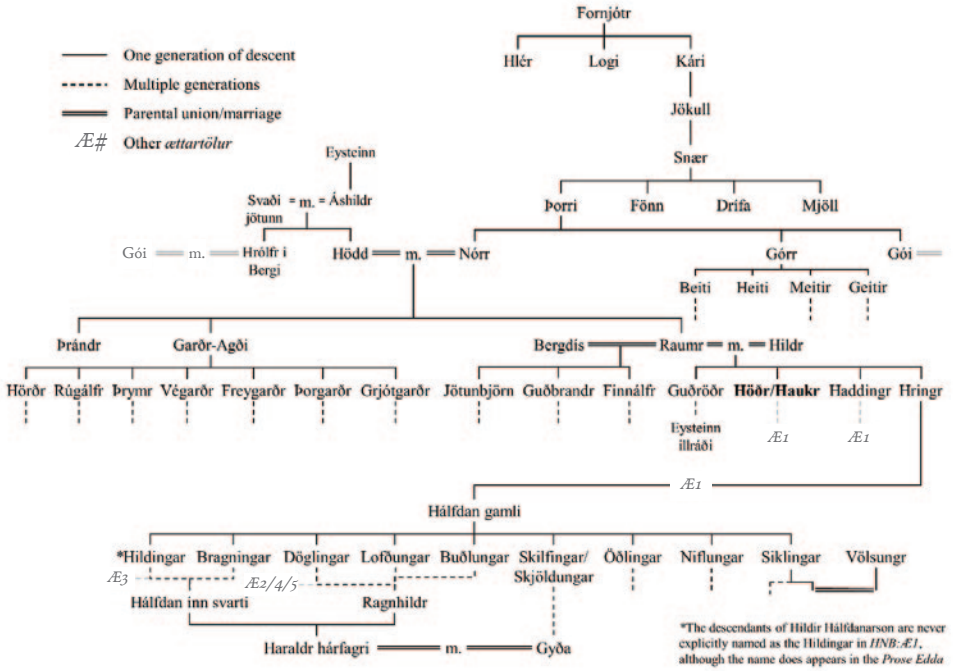 Fornjótr
Hlér Logi Kári
One generation of descent
Multiple generations
Parental union/marriage
Æ# Other ættartölur
Jökull
Snær
Eysteinn
Svaði jötunn = m. = Áshildr
Þorri Fönn Drífa Mjöll
Gói m. Hrólfr í Bergi Hödd m. Nórr Górr Gói
Beiti Heiti Meitir Geitir
Þrándr Garðr-Agði Bergdís Raumr m. Hildr
Hörðr Rúgálfr Þrymr Végarðr Freygarðr Þorgarðr Grjótgarðr Jötunbjörn Guðbrandr Finnálfr Guðröðr Höðr/Haukr Haddingr Hringr
Eysteinn illráði
Æ1 Æ1
Æ1
Hálfdan gamli
*Hildingar Bragningar Döglingar Lofðungar Buðlungar Skilfingar/ Öðlingar Niflungar Siklingar Völsungr
Skjöldungar
Æ3 Æ2/4/5
Hálfdan inn svarti Ragnhildr
Haraldr hárfagri m. Gyða
*The descendants of Hildir Hálfdanarson are never
explicitly named as the Hildingar in HNB:Æ1,
although the name does appears in the Prose Edda